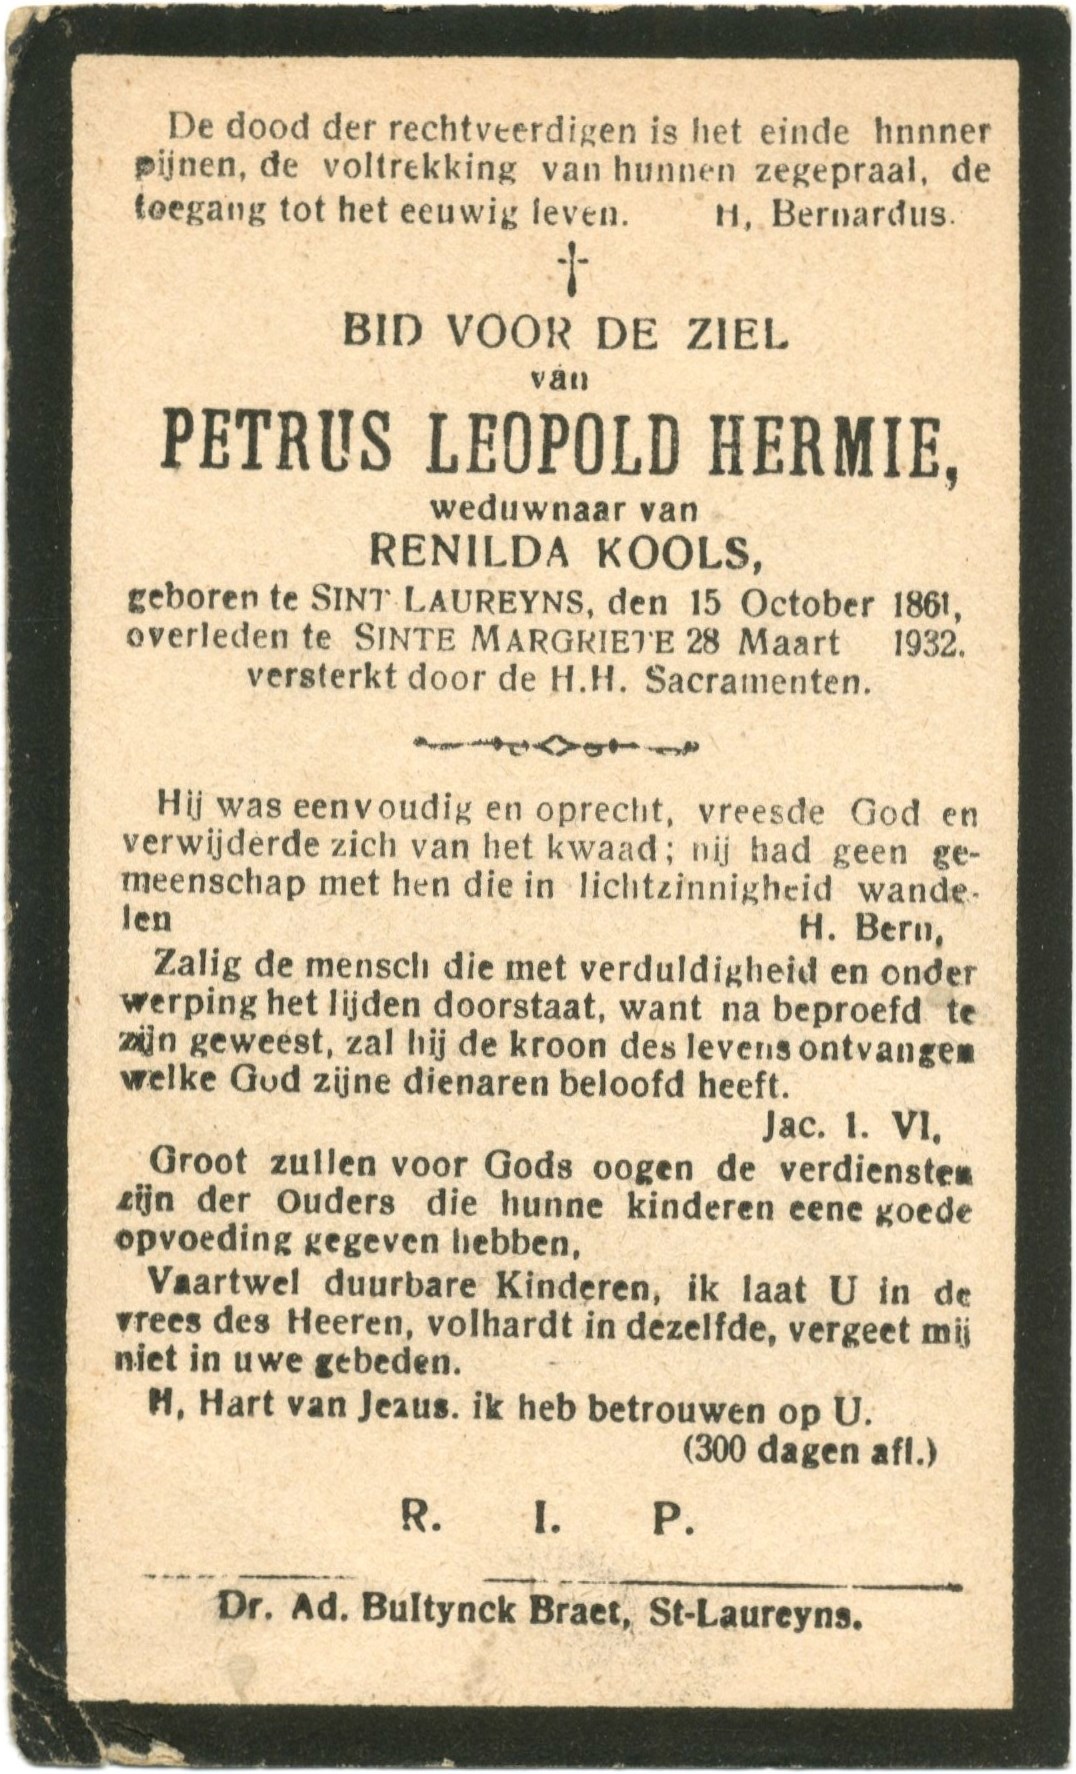 De dood der rechtveerdigen is het einde hnnner
pijnen, de voltrekking van hunnen zegepraal, de
toegang tot het eeuwig leven. H, Bernardus.
BID VOOR DE ZIEL
van
PETRUS LEOPOLD HERMIE,
weduwnaar van
RENILDA KOOLS,
geboren te SINT LAUREYNS, den 15 October 1861,
overleden te SINTE MARGRIETE 28 Maart 1932.
versterkt door de H.H. Sacramenten.
Hij was eenvoudig en oprecht, vreesde God en
verwijderde zich van het kwaad; hij had geen ge-
meenschap met hen die in lichtzinnigheid wande-
len H. Bern,
Zalig de mensch die met verduldigheid en onder
werping het lijden doorstaat, want na beproefd te
zijn geweest, zal hij de kroon des levens ontvangen
welke God zijne dienaren beloofd heeft.
Jac. 1. VI,
Groot zullen voor Gods oogen de verdiensten
zijn der Ouders die hunne kinderen eene goede
opvoeding gegeven hebben,
Vaartwel duurbare Kinderen, ik laat U in de
vrees des Heeren, volhardt in dezelfde, vergeet mij
niet in uwe gebeden.
H, Hart van Jezus. ik heb betrouwen op U.
(300 dagen afl.)
R. I. P.
Dr. Ad. Bultynck Braet, St-Laureyns.